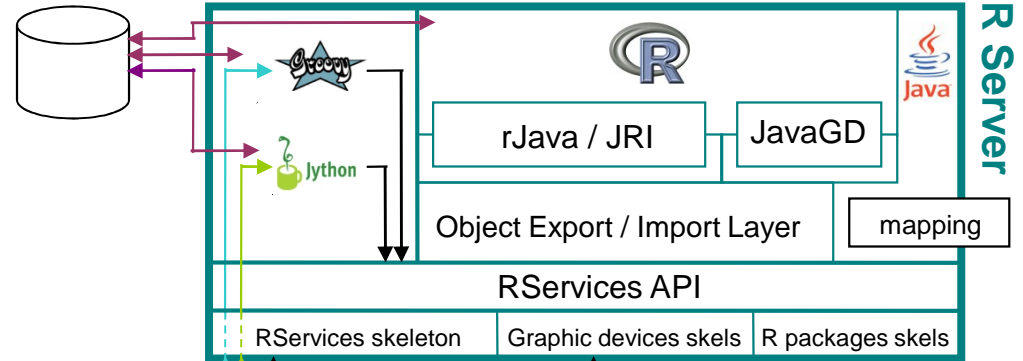 Groovy
R
Java
R Server
rJava / JRI
JavaGD
Jython
Object Export / Import Layer
mapping
RServices API
RServices skeleton
Graphic devices skels
R packages skels